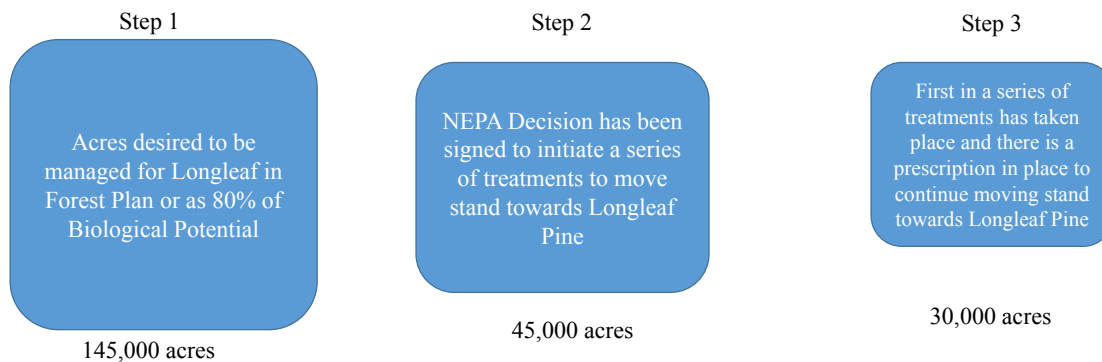 Step 1
Acres desired to be
managed for Longleaf in
Forest Plan or as 80% of
Biological Potential
145,000 acres
Step 2
NEPA Decision has been
signed to initiate a series
of treatments to move
stand towards Longleaf
Pine
45,000 acres
Step 3
First in a series of
treatments has taken
place and there is a
prescription in place to
continue moving stand
towards Longleaf Pine
30,000 acres